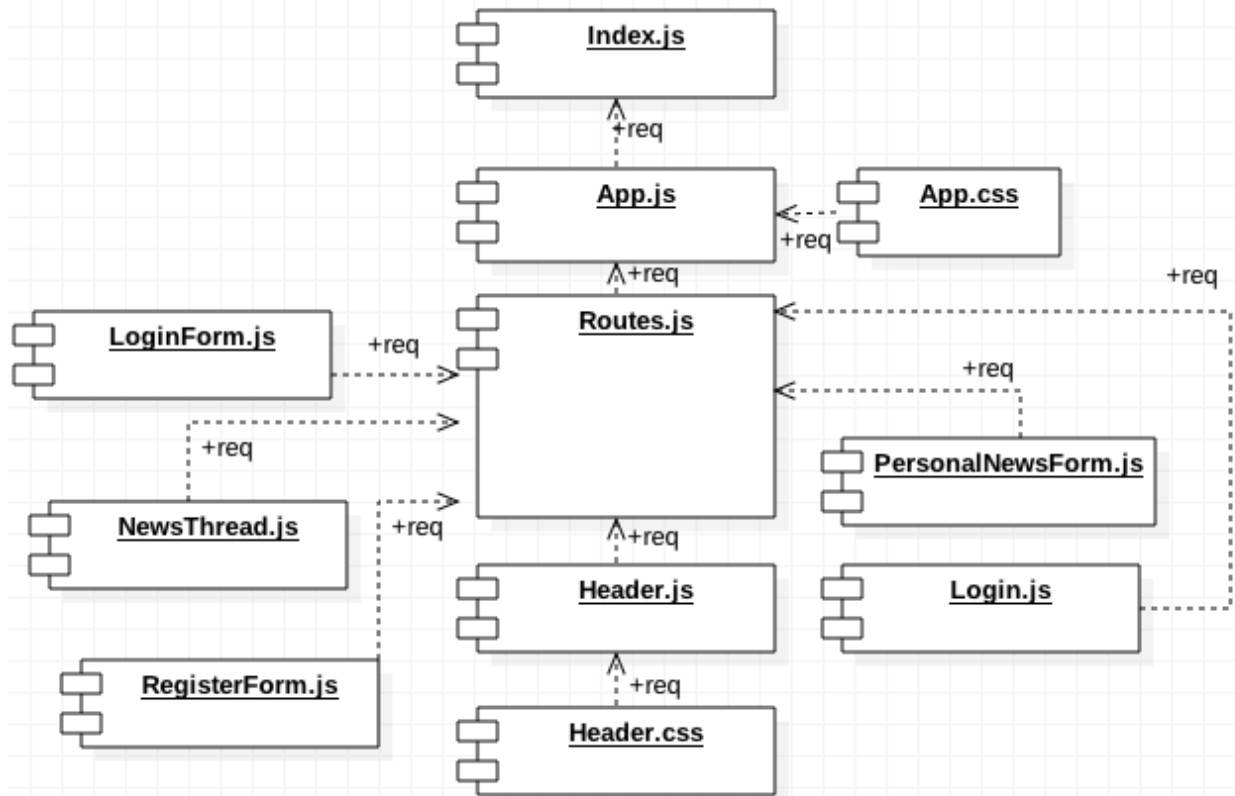 Index.js
+req
App.js
App.css
+req
+req
+req
Routes.js
LoginForm.js
+req
+req
+req
PersonalNewsForm.js
NewsThread.js
+req
+req
Header.js
Login.js
RegisterForm.js
+req
Header.css